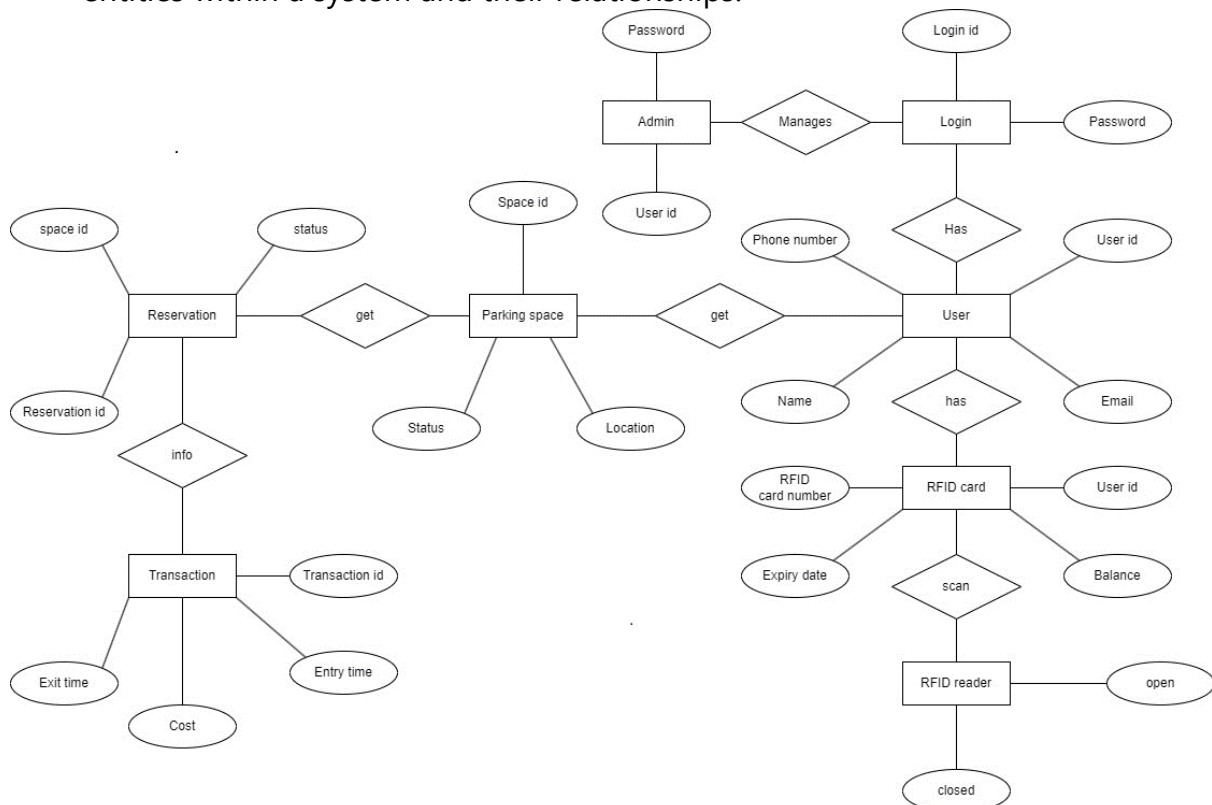 entities within a system and their relationships.
Password
Login id
Admin
Manages
Login
Password
User id
Space id
space id
status
Phone number
Has
User id
Reservation
get
Parking space
get
User
Reservation id
Status
Location
Name
has
Email
info
RFID
card number
RFID card
User id
Transaction
Transaction id
Expiry date
scan
Balance
Exit time
Entry time
Cost
RFID reader
open
closed